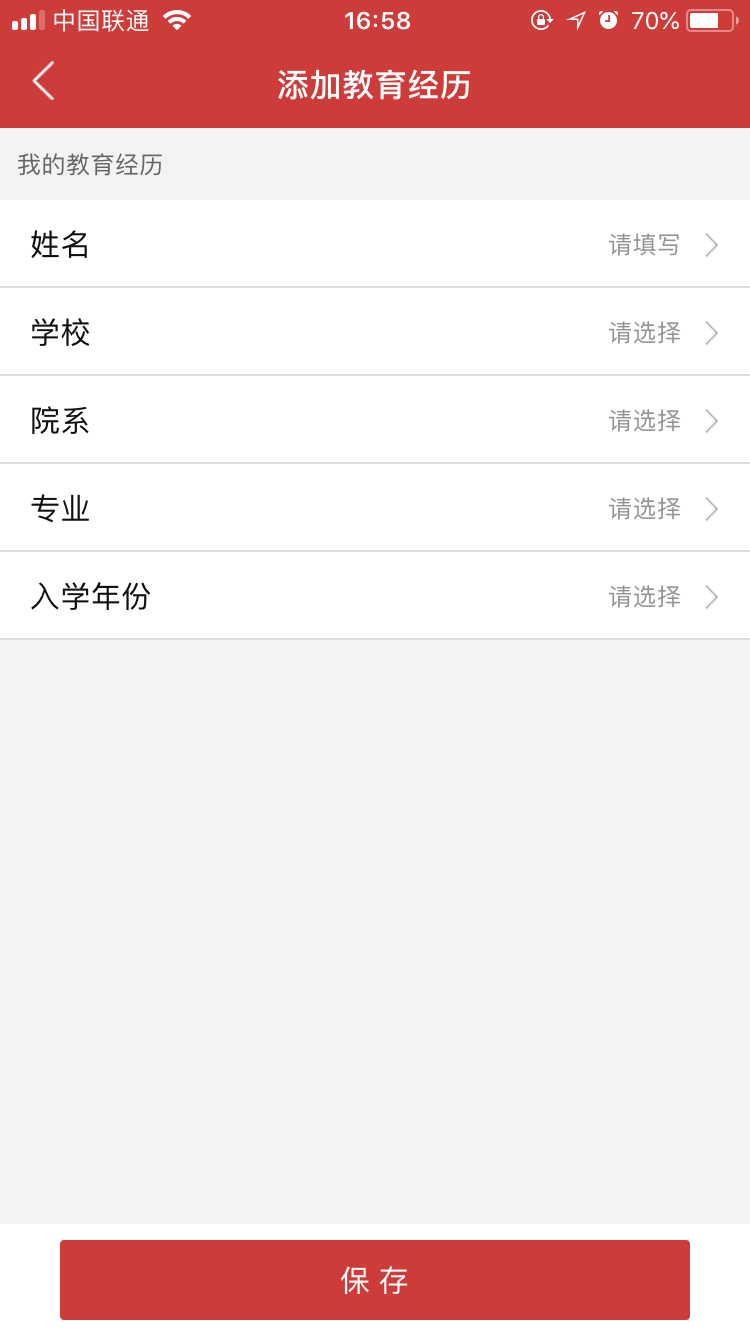 中国联通 16:58 70%
添加教育经历
我的教育经历
姓名 请填写
学校 请选择
院系 请选择
专业 请选择
入学年份 请选择
保存